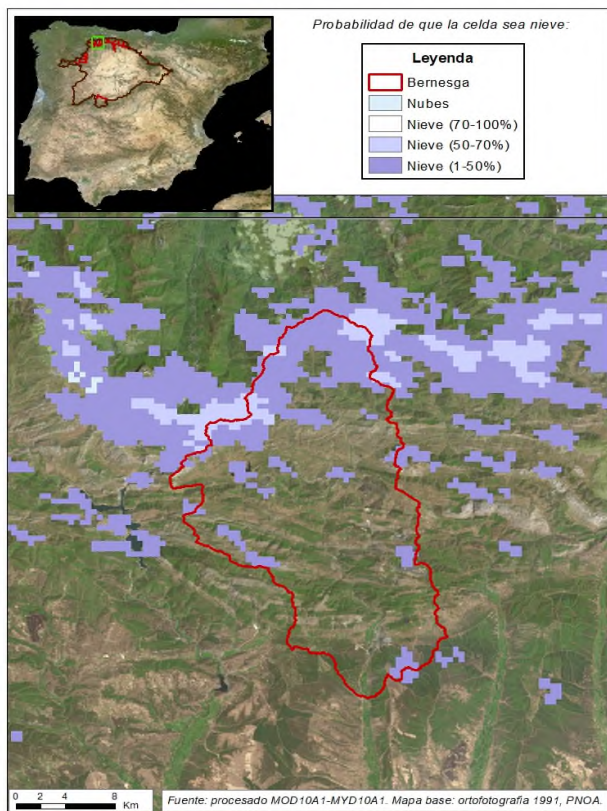 Probabilidad de que la celda sea nieve:
Leyenda
Bernesga
Nubes
Nieve (70-100%)
Nieve (50-70%)
Nieve (1-50%)
0 2 4 8
Km
Fuente: procesado MOD10A1-MYD10A1. Mapa base: ortofotografia 1991, PNOA